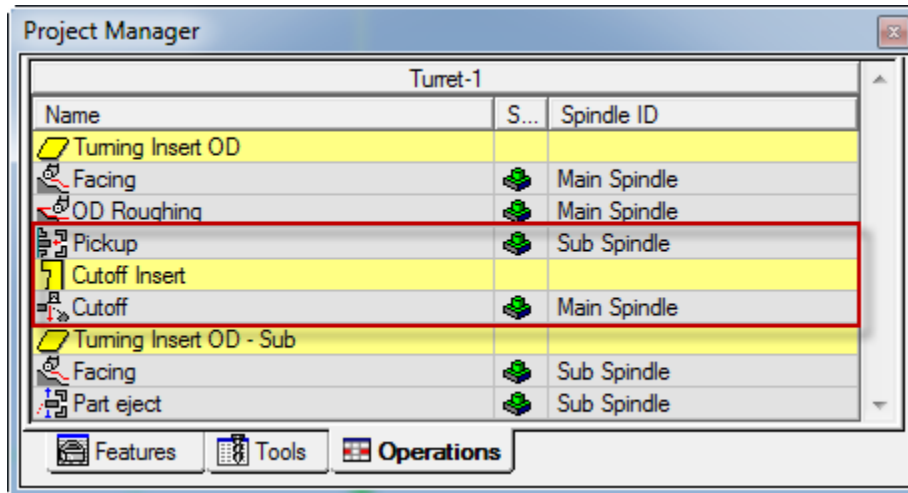 Project Manager
Turret-1
Name S... Spindle ID
Turning Insert OD
Facing Main Spindle
OD Roughing Main Spindle
Pickup Sub Spindle
Cutoff Insert
Cutoff Main Spindle
Turning Insert OD - Sub
Facing Sub Spindle
Part eject Sub Spindle
Features Tools Operations